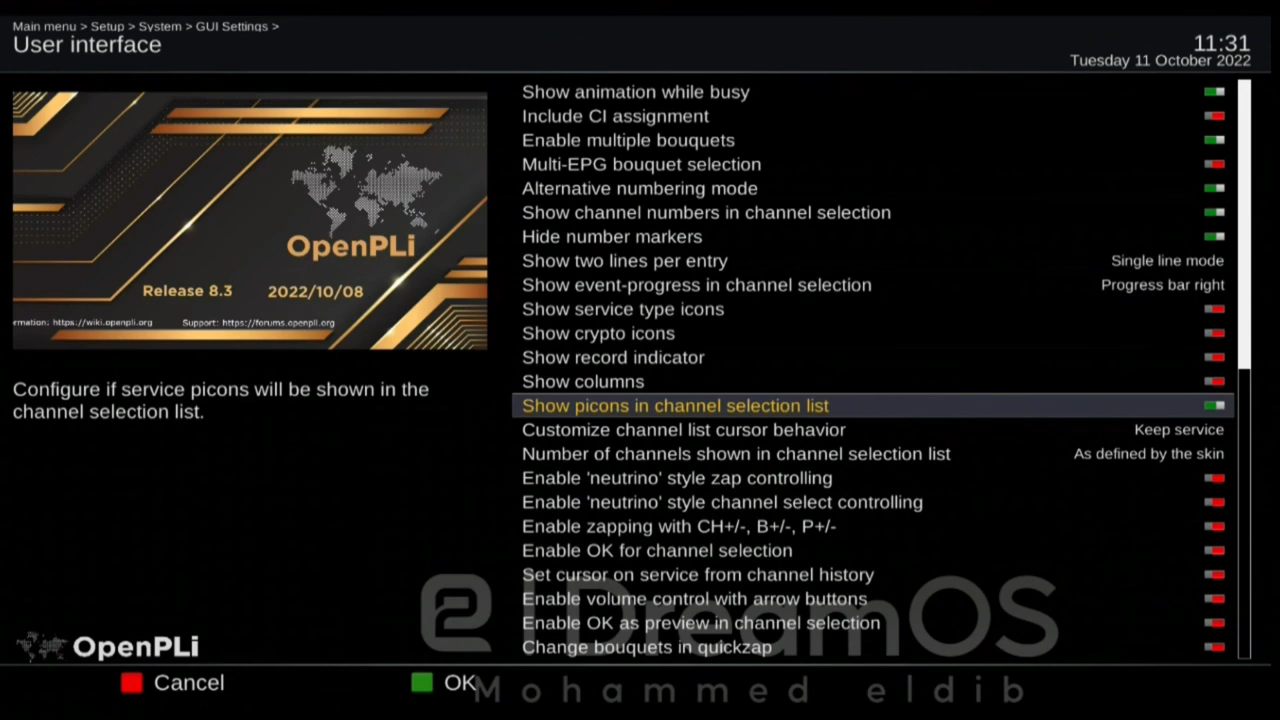 Main menu > Setup > System > GUI Settings >
User interface
11:31
Tuesday 11 October 2022
OpenPLi
Release 8.3 2022/10/08
rmation: https://wiki.openpli.org Support: https://forums.openpli.org
Configure if service picons will be shown in the
channel selection list.
Show animation while busy
Include CI assignment
Enable multiple bouquets
Multi-EPG bouquet selection
Alternative numbering mode
Show channel numbers in channel selection
Hide number markers
Show two lines per entry Single line mode
Show event-progress in channel selection Progress bar right
Show service type icons
Show crypto icons
Show record indicator
Show columns
Show picons in channel selection list
Customize channel list cursor behavior Keep service
Number of channels shown in channel selection list As defined by the skin
Enable 'neutrino' style zap controlling
Enable 'neutrino' style channel select controlling
Enable zapping with CH+/-, B+/-, P+/-
Enable OK for channel selection
Set cursor on service from channel history
Enable volume control with arrow buttons
Enable OK as preview in channel selection
Change bouquets in quickzap
OpenPLi
Cancel OK
DreamOS
Mohammed eldib